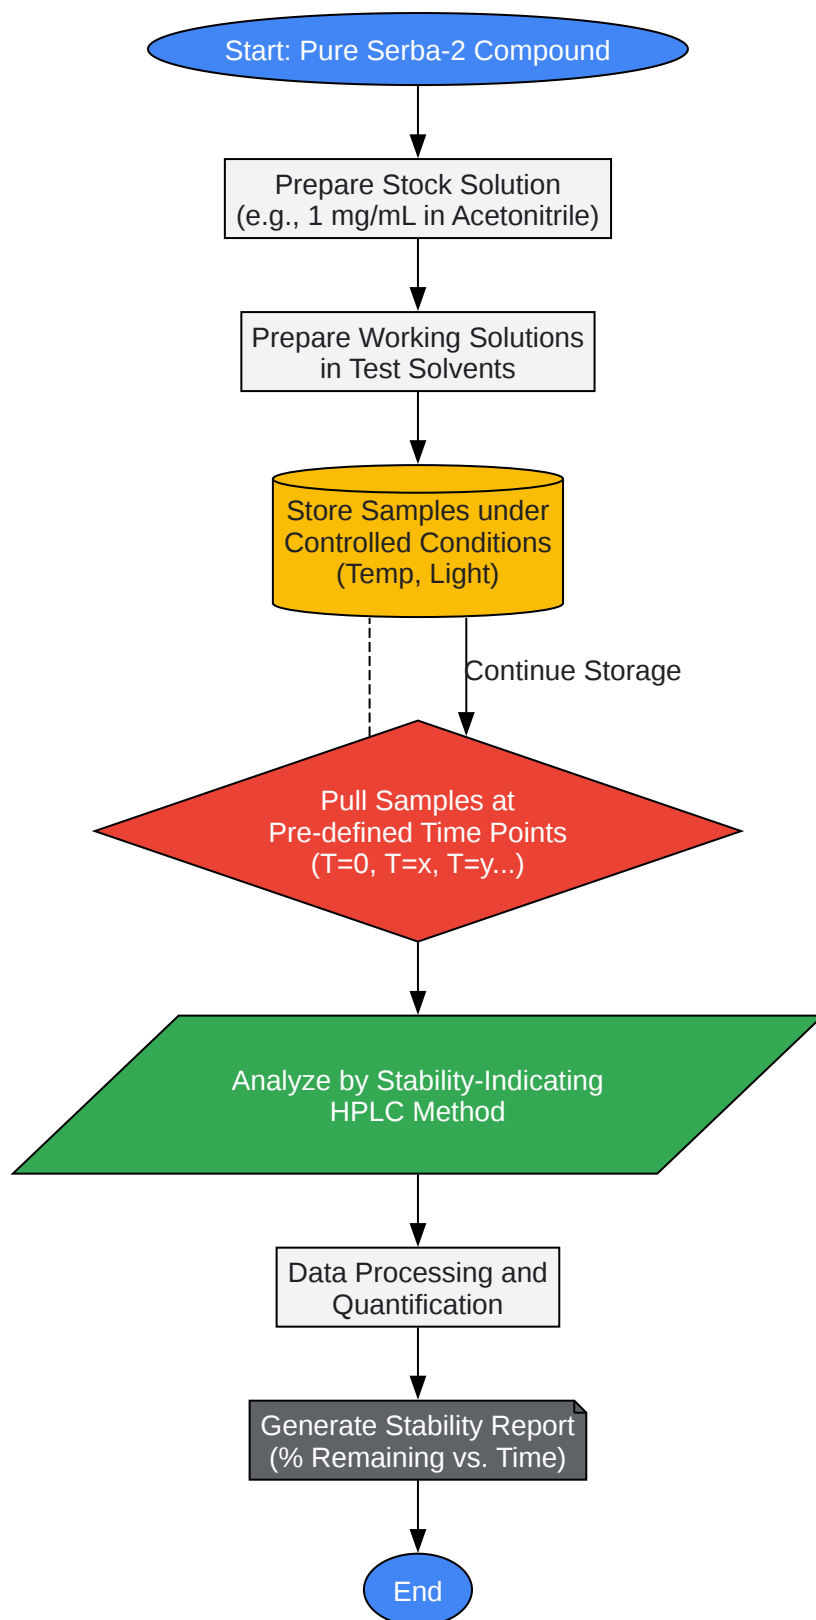 Start: Pure Serba-2 Compound
Prepare Stock Solution
(e.g., 1 mg/mL in Acetonitrile)
Prepare Working Solutions
in Test Solvents
Store Samples under
Controlled Conditions
(Temp, Light)
Continue Storage
Pull Samples at
Pre-defined Time Points
(T=0, T=x, T=y...)
Analyze by Stability-Indicating
HPLC Method
Data Processing and
Quantification
Generate Stability Report
(% Remaining vs. Time)
End